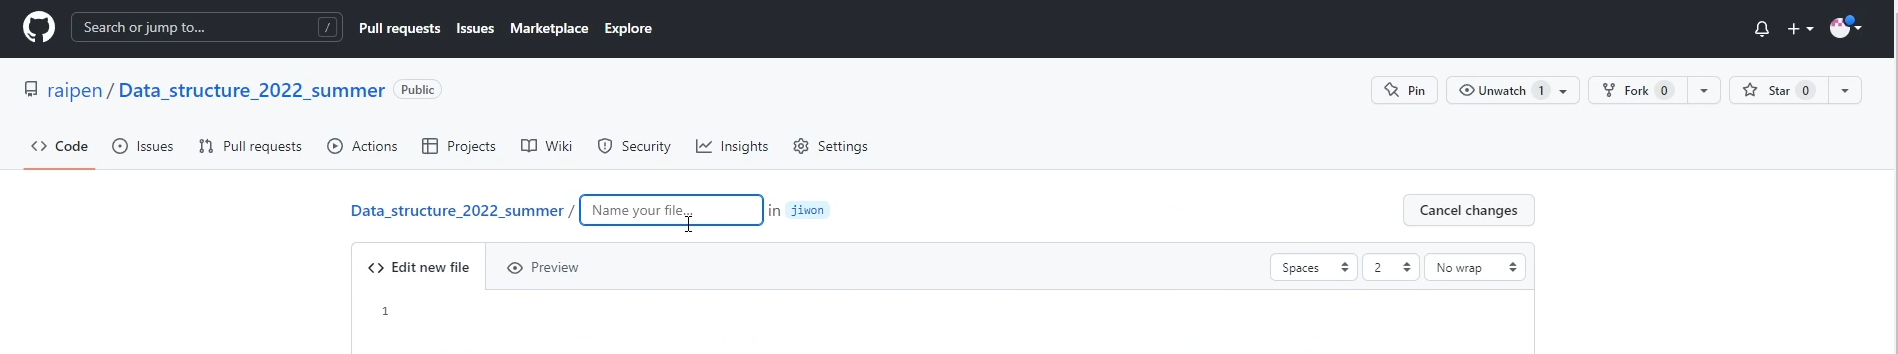 Search or jump to... / Pull requests Issues Marketplace Explore
raipen / Data_structure_2022_summer Public Pin Unwatch 1 Fork 0 Star 0
Code Issues Pull requests Actions Projects Wiki Security Insights Settings
Data_structure_2022_summer / Name your file... in jiwon Cancel changes
Edit new file Preview Spaces 2 No wrap
1